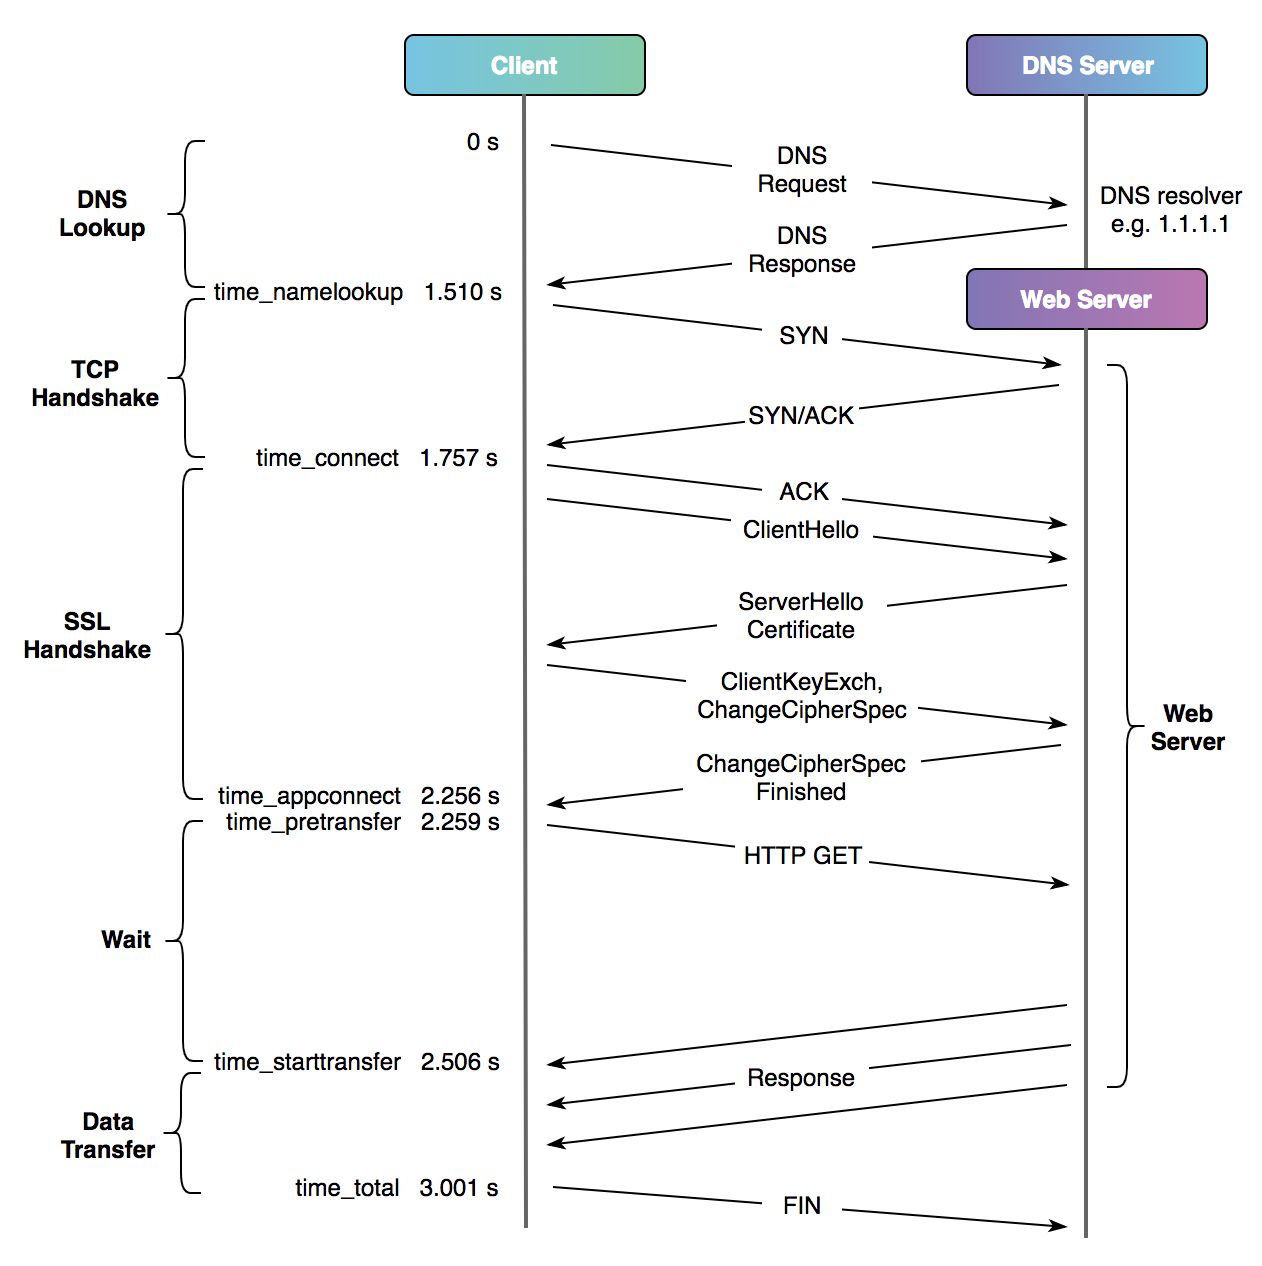 Client
DNS Server
0 s
DNS
Request
DNS
Lookup
DNS resolver
e.g. 1.1.1.1
DNS
Response
time_namelookup 1.510 s
Web Server
SYN
TCP
Handshake
SYN/ACK
time_connect 1.757 s
ACK
ClientHello
ServerHello
Certificate
SSL
Handshake
ClientKeyExch,
ChangeCipherSpec
Web
Server
ChangeCipherSpec
Finished
time_appconnect 2.256 s
time_pretransfer 2.259 s
HTTP GET
Wait
time_starttransfer 2.506 s
Response
Data
Transfer
time_total 3.001 s
FIN